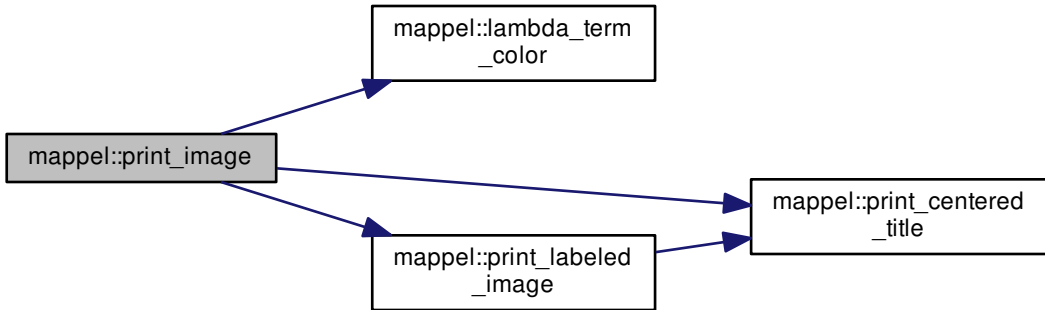 mappel::lambda_term
_color
mappel::print_image
mappel::print_centered
_title
mappel::print_labeled
_image